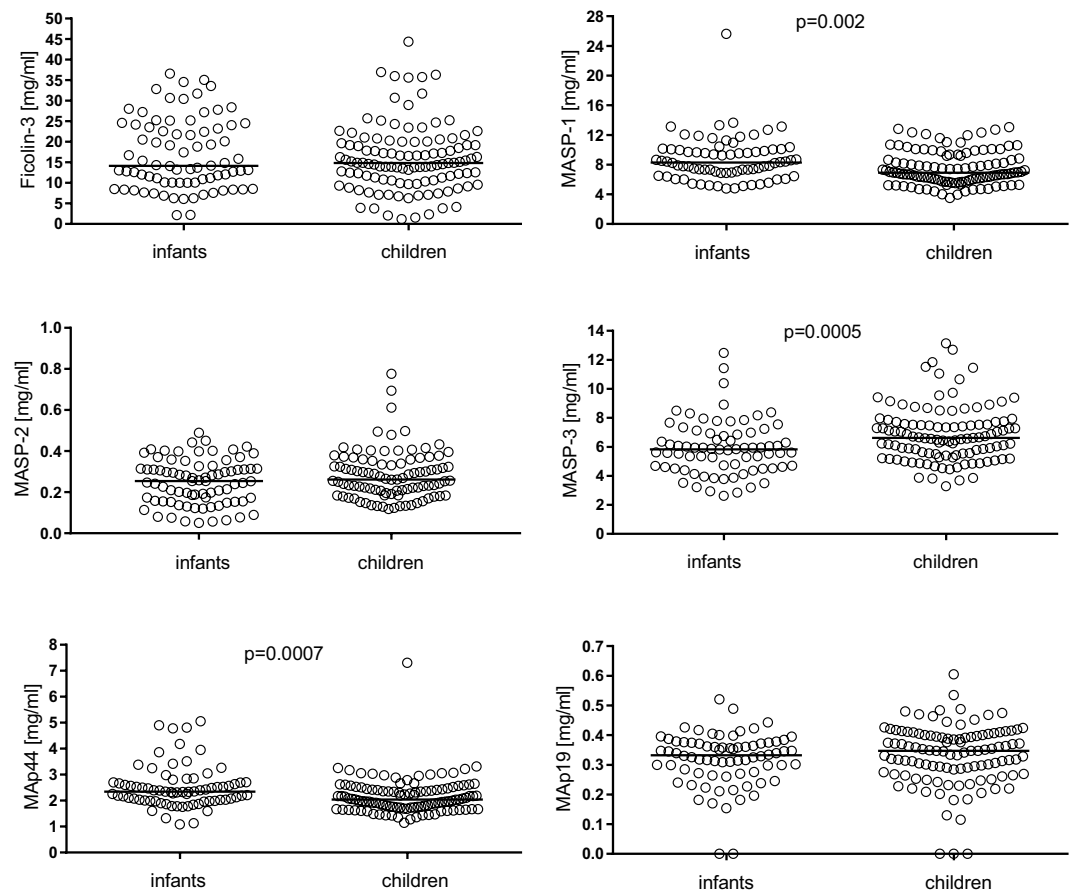 Ficolin-3 [mg/ml]
50
45
40
35
30
25
20
15
10
5
0
infants
children
MASP-1 [mg/ml]
p=0.002
28
24
20
16
12
8
4
0
infants
children
MASP-2 [mg/ml]
1.0
0.8
0.6
0.4
0.2
0.0
infants
children
MASP-3 [mg/ml]
p=0.0005
14
12
10
8
6
4
2
0
infants
children
MAp44 [mg/ml]
p=0.0007
8
7
6
5
4
3
2
1
0
infants
children
MAp19 [mg/ml]
0.7
0.6
0.5
0.4
0.3
0.2
0.1
0.0
infants
children